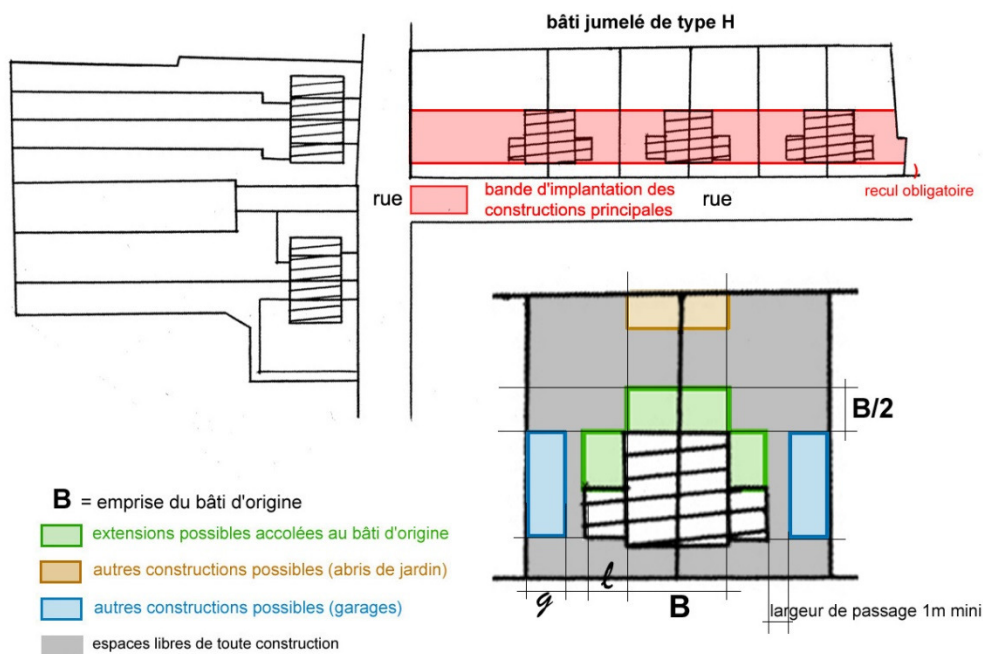 bâti jumelé de type H
rue
bande d'implantation des
constructions principales
rue
recul obligatoire
B/2
B = emprise du bâti d'origine
extensions possibles accolées au bâti d'origine
autres constructions possibles (abris de jardin)
autres constructions possibles (garages)
espaces libres de toute construction
g
l
B
largeur de passage 1m mini